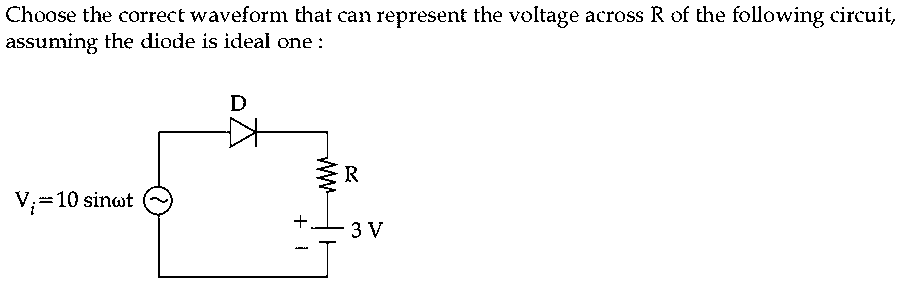 Choose the correct waveform that can represent the voltage across R of the following circuit,
assuming the diode is ideal one :
D
R
V_i=10 sinωt
+
3 V
−